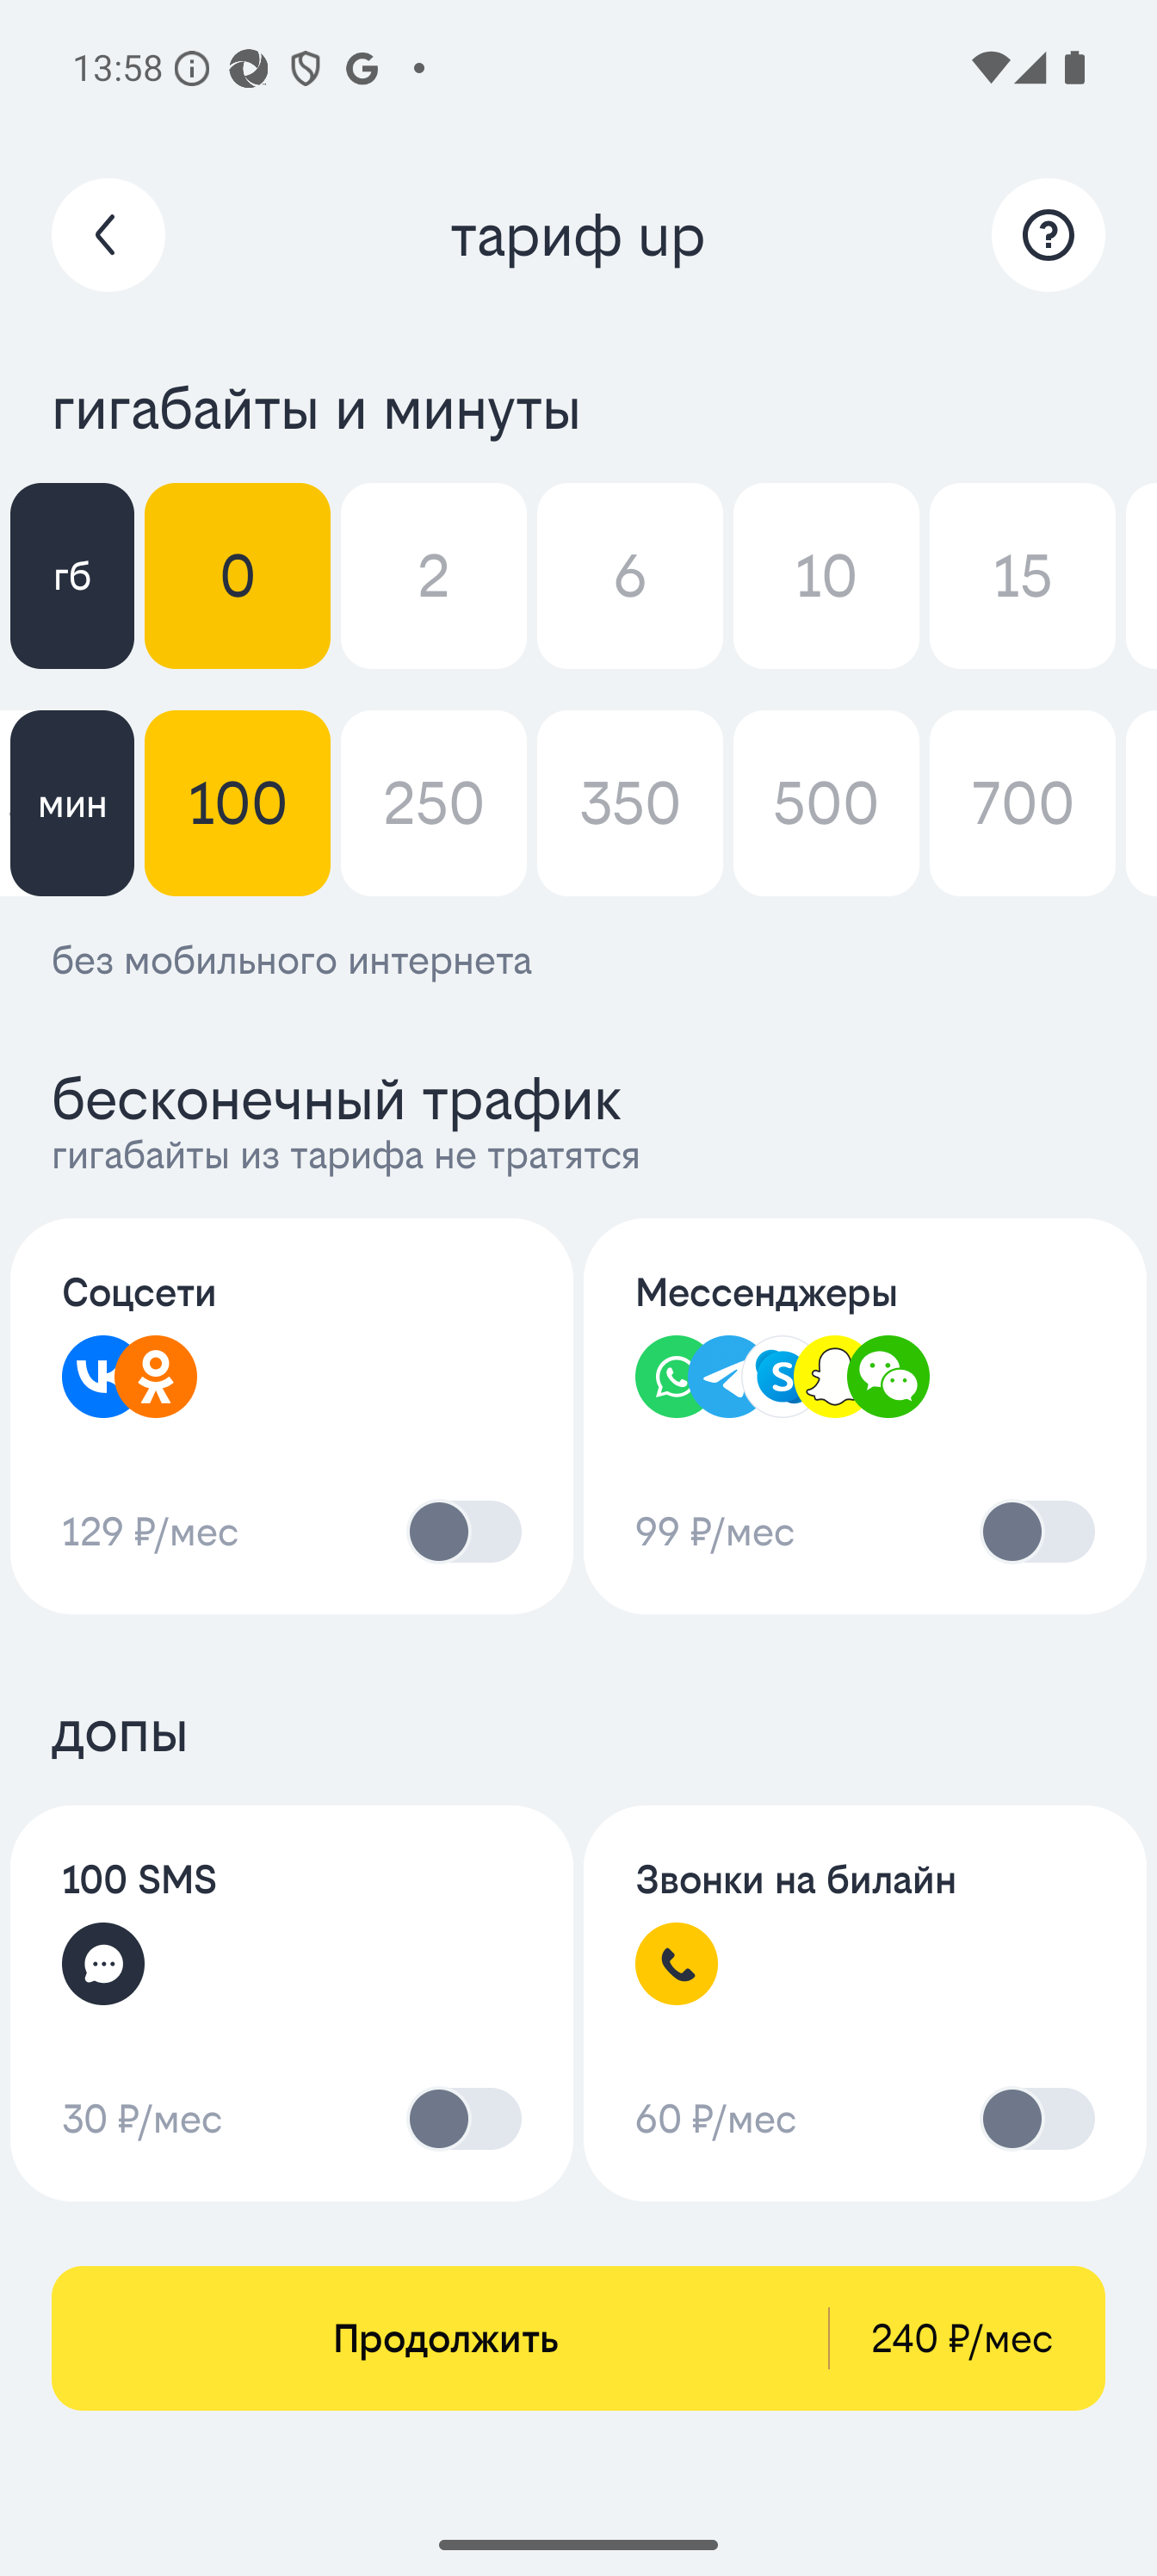 13:58
тариф up
гигабайты и минуты
гб 0 2 6 10 15
мин 100 250 350 500 700
без мобильного интернета
бесконечный трафик
гигабайты из тарифа не тратятся
Соцсети
Мессенджеры
129 ₽/мес
99 ₽/мес
допы
100 SMS
Звонки на билайн
30 ₽/мес
60 ₽/мес
Продолжить 240 ₽/мес